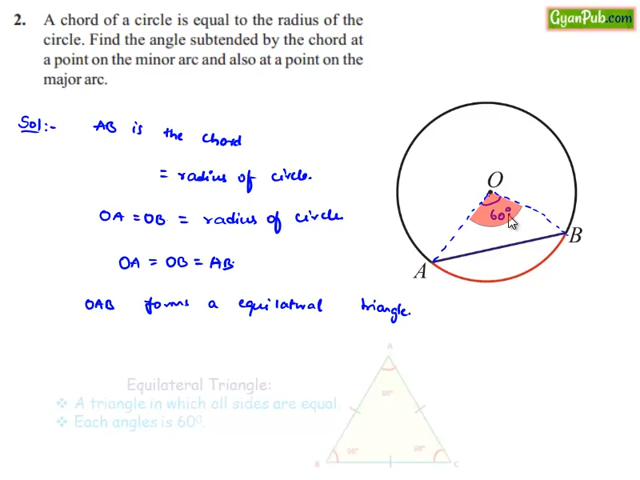 GyanPub.com
2. A chord of a circle is equal to the radius of the
circle. Find the angle subtended by the chord at
a point on the minor arc and also at a point on the
major arc.
Sol:- AB is the chord
= radius of circle.
OA = OB = radius of circle
OA = OB = AB.
OAB forms a equilatral triangle.
O
60°
B
A
Equilateral Triangle:
❖ A triangle in which all sides are equal.
❖ Each angles is 60⁰.
A
60°
60°
60°
B
C